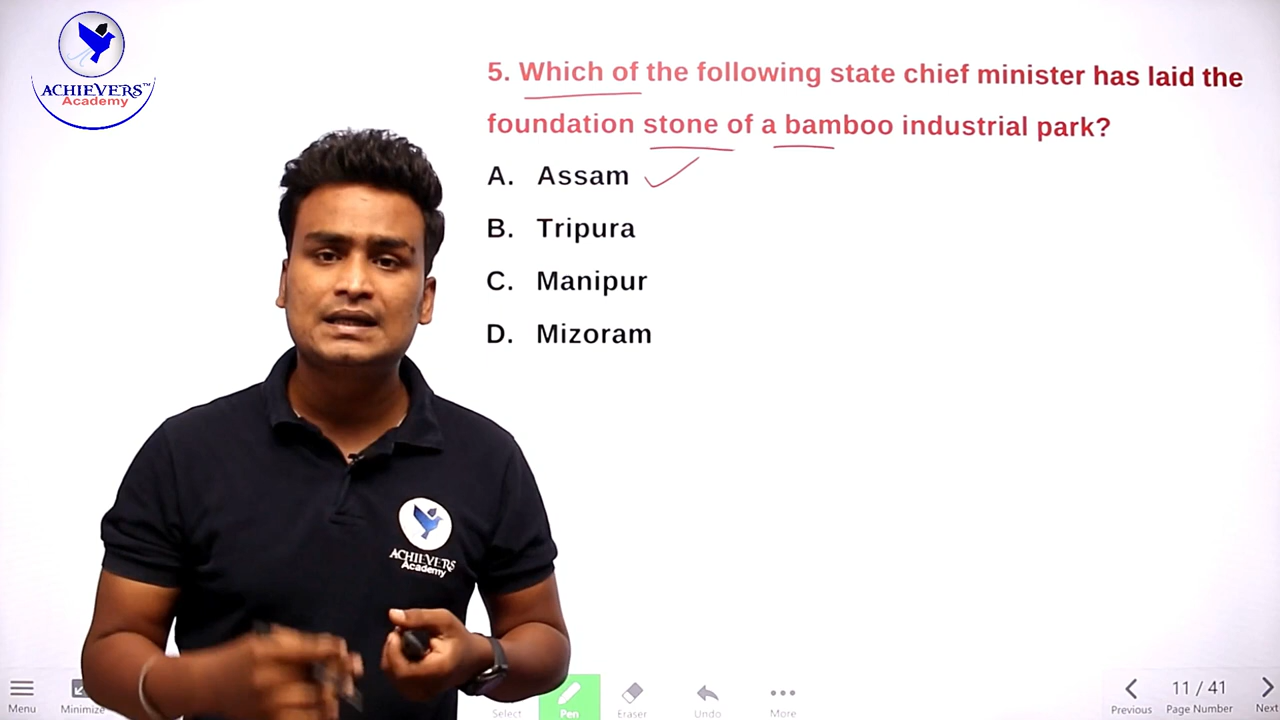 ACHIEVERS™
Academy
5. Which of the following state chief minister has laid the
foundation stone of a bamboo industrial park?
A. Assam
B. Tripura
C. Manipur
D. Mizoram
ACHIEVERS
Academy
Menu
Minimize
Select
Pen
Eraser
Undo
More
Previous
11 / 41
Page Number
Next